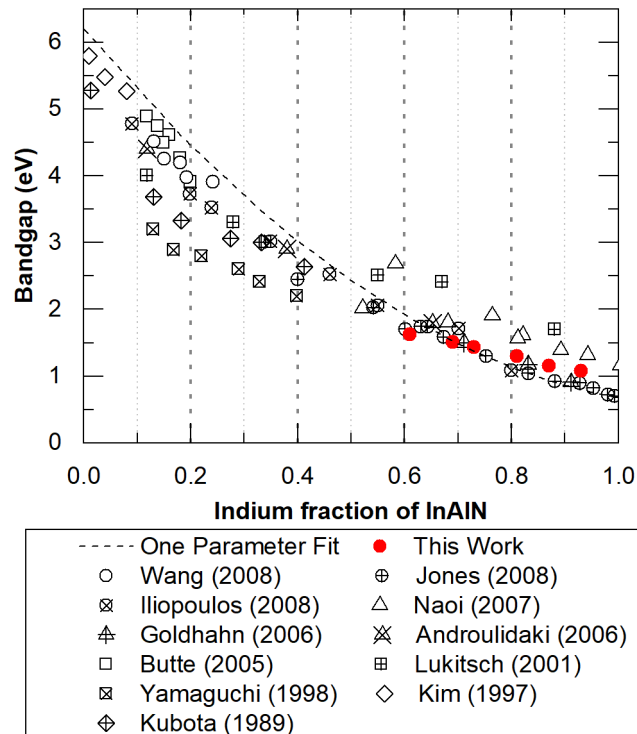 6
5
4
3
2
1
0
Bandgap (eV)
0.0 0.2 0.4 0.6 0.8 1.0
Indium fraction of InAlN
One Parameter Fit This Work
Wang (2008) Jones (2008)
Iliopoulos (2008) Naoi (2007)
Goldhahn (2006) Androulidaki (2006)
Butte (2005) Lukitsch (2001)
Yamaguchi (1998) Kim (1997)
Kubota (1989)